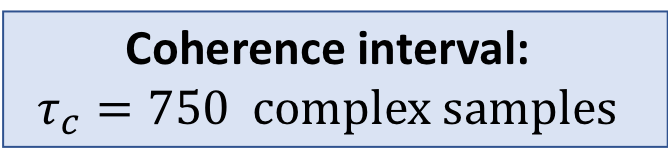 Coherence interval:
τ_c = 750 complex samples